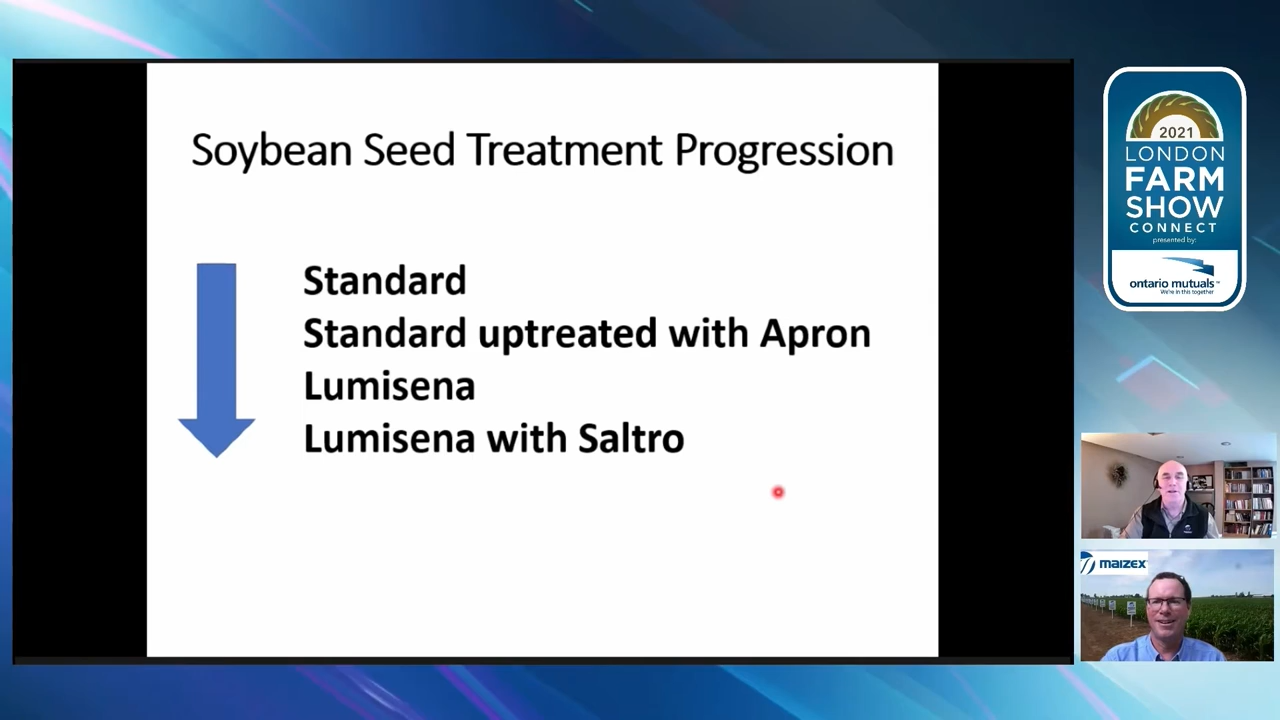 Soybean Seed Treatment Progression
Standard
Standard uptreated with Apron
Lumisena
Lumisena with Saltro
2021
LONDON
FARM
SHOW
CONNECT
presented by:
ontario mutuals™
We're in this together
maizex